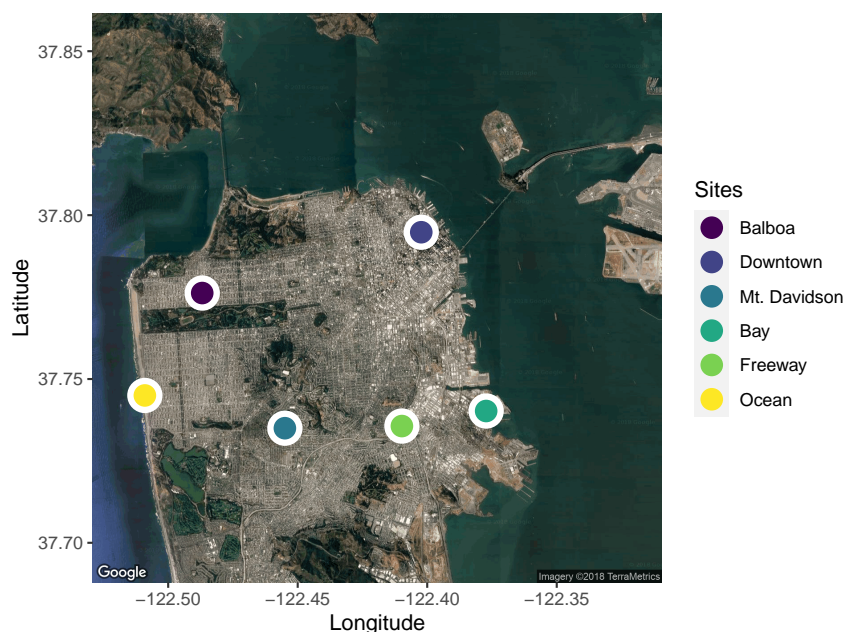 37.85
37.80
37.75
37.70
Latitude
−122.50
−122.45
−122.40
−122.35
Longitude
Google
Imagery ©2018 TerraMetrics
Sites
Balboa
Downtown
Mt. Davidson
Bay
Freeway
Ocean